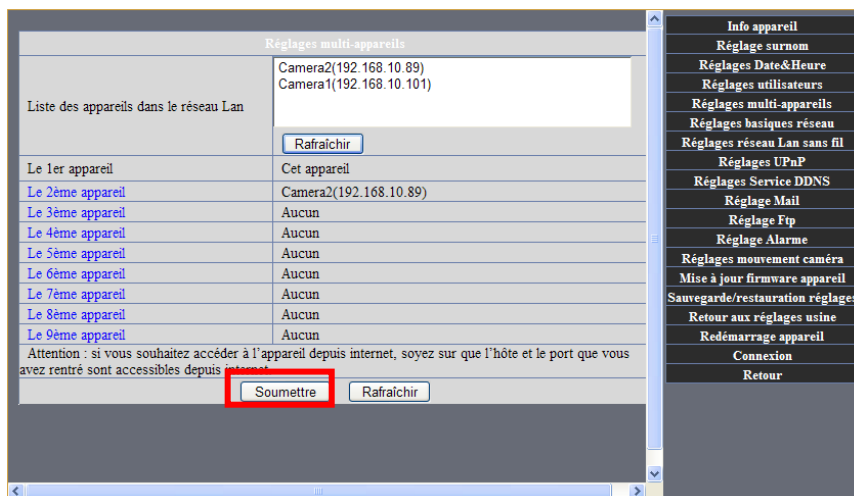 Réglages multi-appareils
Liste des appareils dans le réseau Lan
Camera2(192.168.10.89)
Camera1(192.168.10.101)
Rafraîchir
Le 1er appareil Cet appareil
Le 2ème appareil Camera2(192.168.10.89)
Le 3ème appareil Aucun
Le 4ème appareil Aucun
Le 5ème appareil Aucun
Le 6ème appareil Aucun
Le 7ème appareil Aucun
Le 8ème appareil Aucun
Le 9ème appareil Aucun
Attention : si vous souhaitez accéder à l'appareil depuis internet, soyez sur que l'hôte et le port que vous
avez rentré sont accessibles depuis internet
Soumettre Rafraîchir
Info appareil
Réglage surnom
Réglages Date&Heure
Réglages utilisateurs
Réglages multi-appareils
Réglages basiques réseau
Réglages réseau Lan sans fil
Réglages UPnP
Réglages Service DDNS
Réglage Mail
Réglage Ftp
Réglage Alarme
Réglages mouvement caméra
Mise à jour firmware appareil
Sauvegarde/restauration réglages
Retour aux réglages usine
Redémarrage appareil
Connexion
Retour